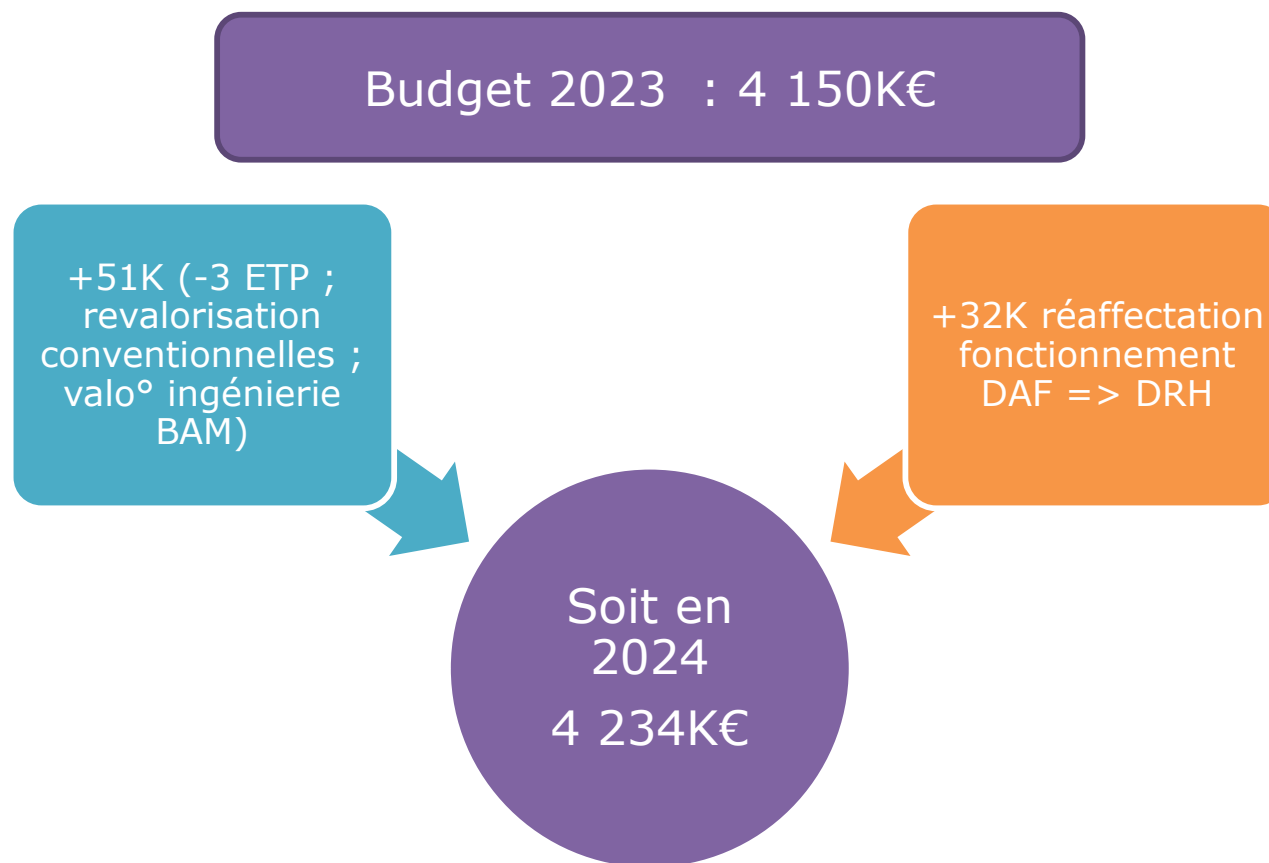 Budget 2023  : 4 150K€
+51K (-3 ETP ;
revalorisation
conventionnelles ;
valo° ingénierie
BAM)
+32K réaffectation
fonctionnement
DAF => DRH
Soit en
2024
4 234K€